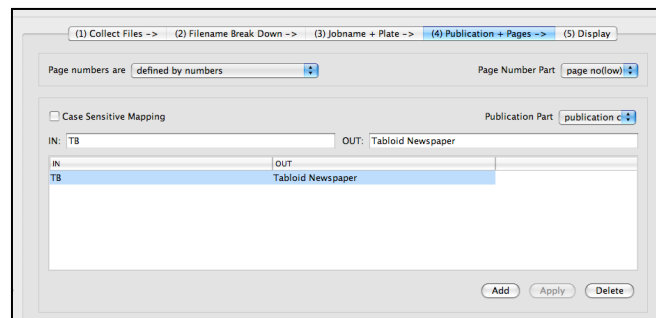 (1) Collect Files -> (2) Filename Break Down -> (3) Jobname + Plate -> (4) Publication + Pages -> (5) Display
Page numbers are defined by numbers Page Number Part page no(low)
Case Sensitive Mapping Publication Part publication c
IN: TB OUT: Tabloid Newspaper
IN OUT
TB Tabloid Newspaper
Add Apply Delete